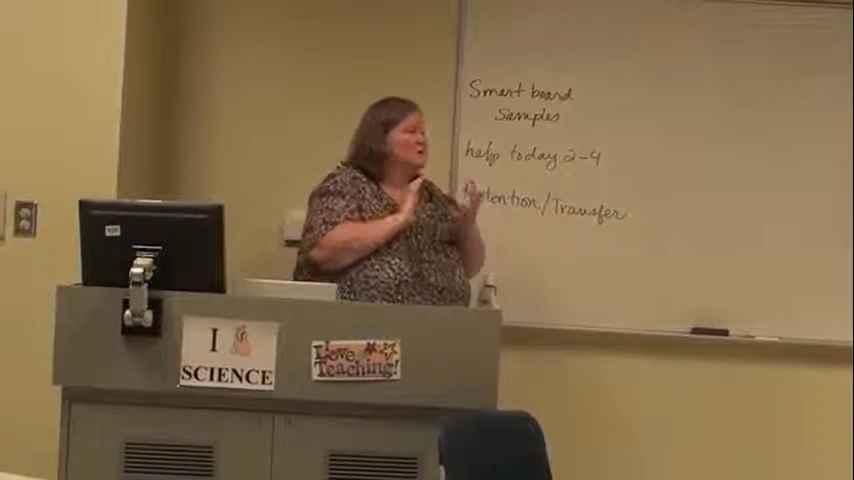 Smart board
samples
help today 2-4
Retention/Transfer
I
SCIENCE
I Love
Teaching!